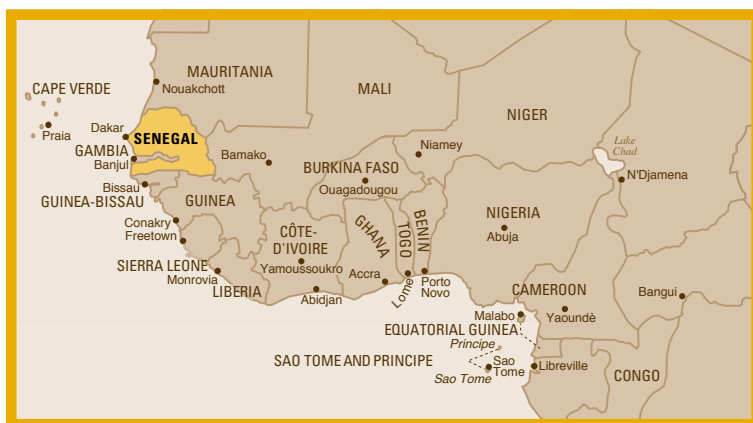 MAURITANIA
Nouakchott
CAPE VERDE
Praia
MALI
NIGER
Dakar
SENEGAL
GAMBIA
Banjul
Bamako
BURKINA FASO
Ouagadougou
Niamey
Lake
Chad
N'Djamena
Bissau
GUINEA-BISSAU
GUINEA
Conakry
Freetown
SIERRA LEONE
Monrovia
LIBERIA
CÔTE-
D'IVOIRE
Yamoussoukro
Abidjan
GHANA
Accra
TOGO
Lome
BENIN
Porto
Novo
NIGERIA
Abuja
CAMEROON
Yaoundè
Bangui
Malabo
EQUATORIAL GUINEA
Principe
SAO TOME AND PRINCIPE
Sao
Tome
Sao Tome
Libreville
CONGO